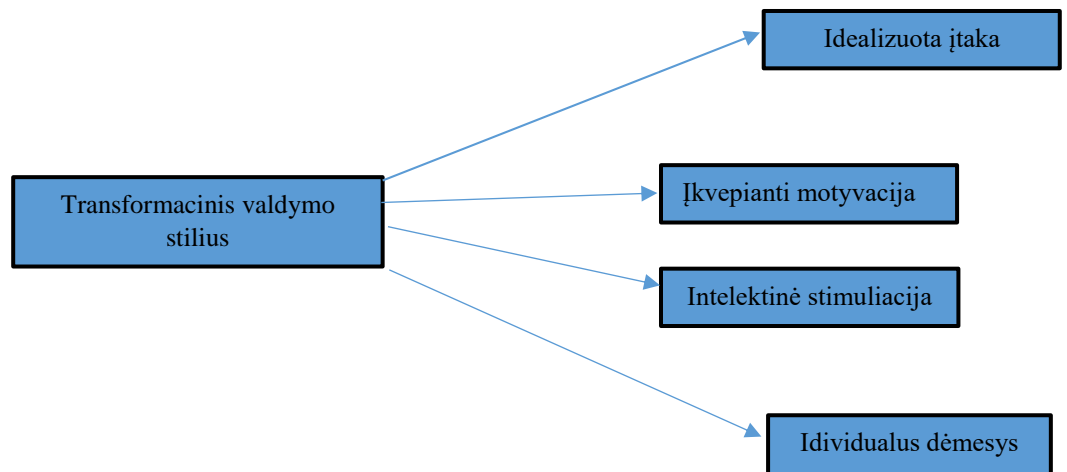 Idealizuota įtaka
Transformacinis valdymo
stilius
Įkvepianti motyvacija
Intelektinė stimuliacija
Idividualus dėmesys